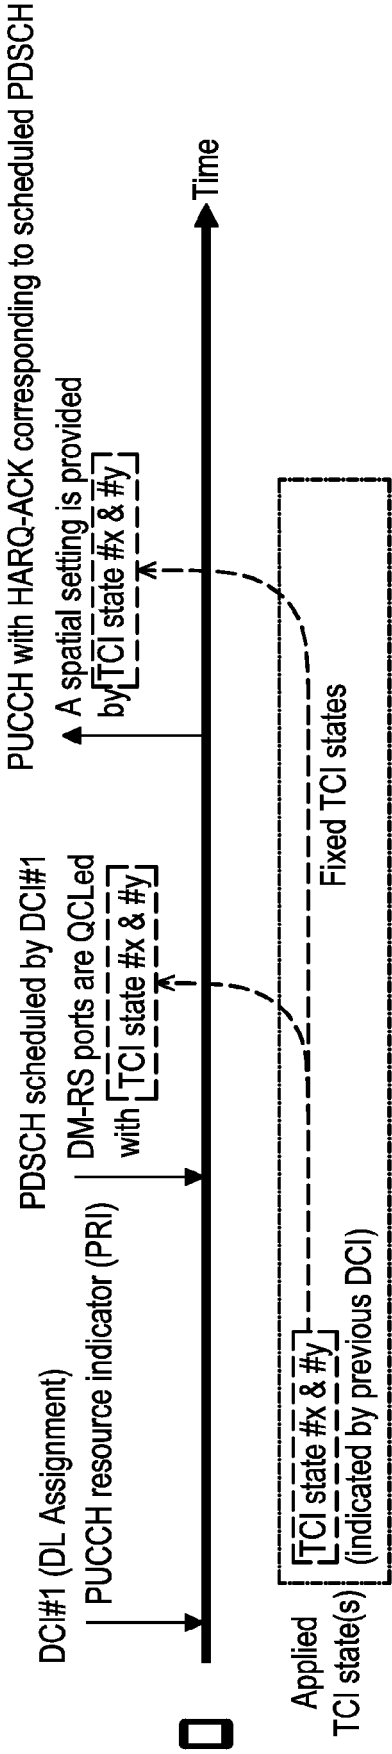 DCI#1 (DL Assignment)
PUCCH resource indicator (PRI)
PDSCH scheduled by DCI#1
DM-RS ports are QCLed
with TCI state #x & #y
PUCCH with HARQ-ACK corresponding to scheduled PDSCH
A spatial setting is provided
by TCI state #x & #y
Time
Applied
TCI state(s)
TCI state #x & #y
(indicated by previous DCI)
Fixed TCI states